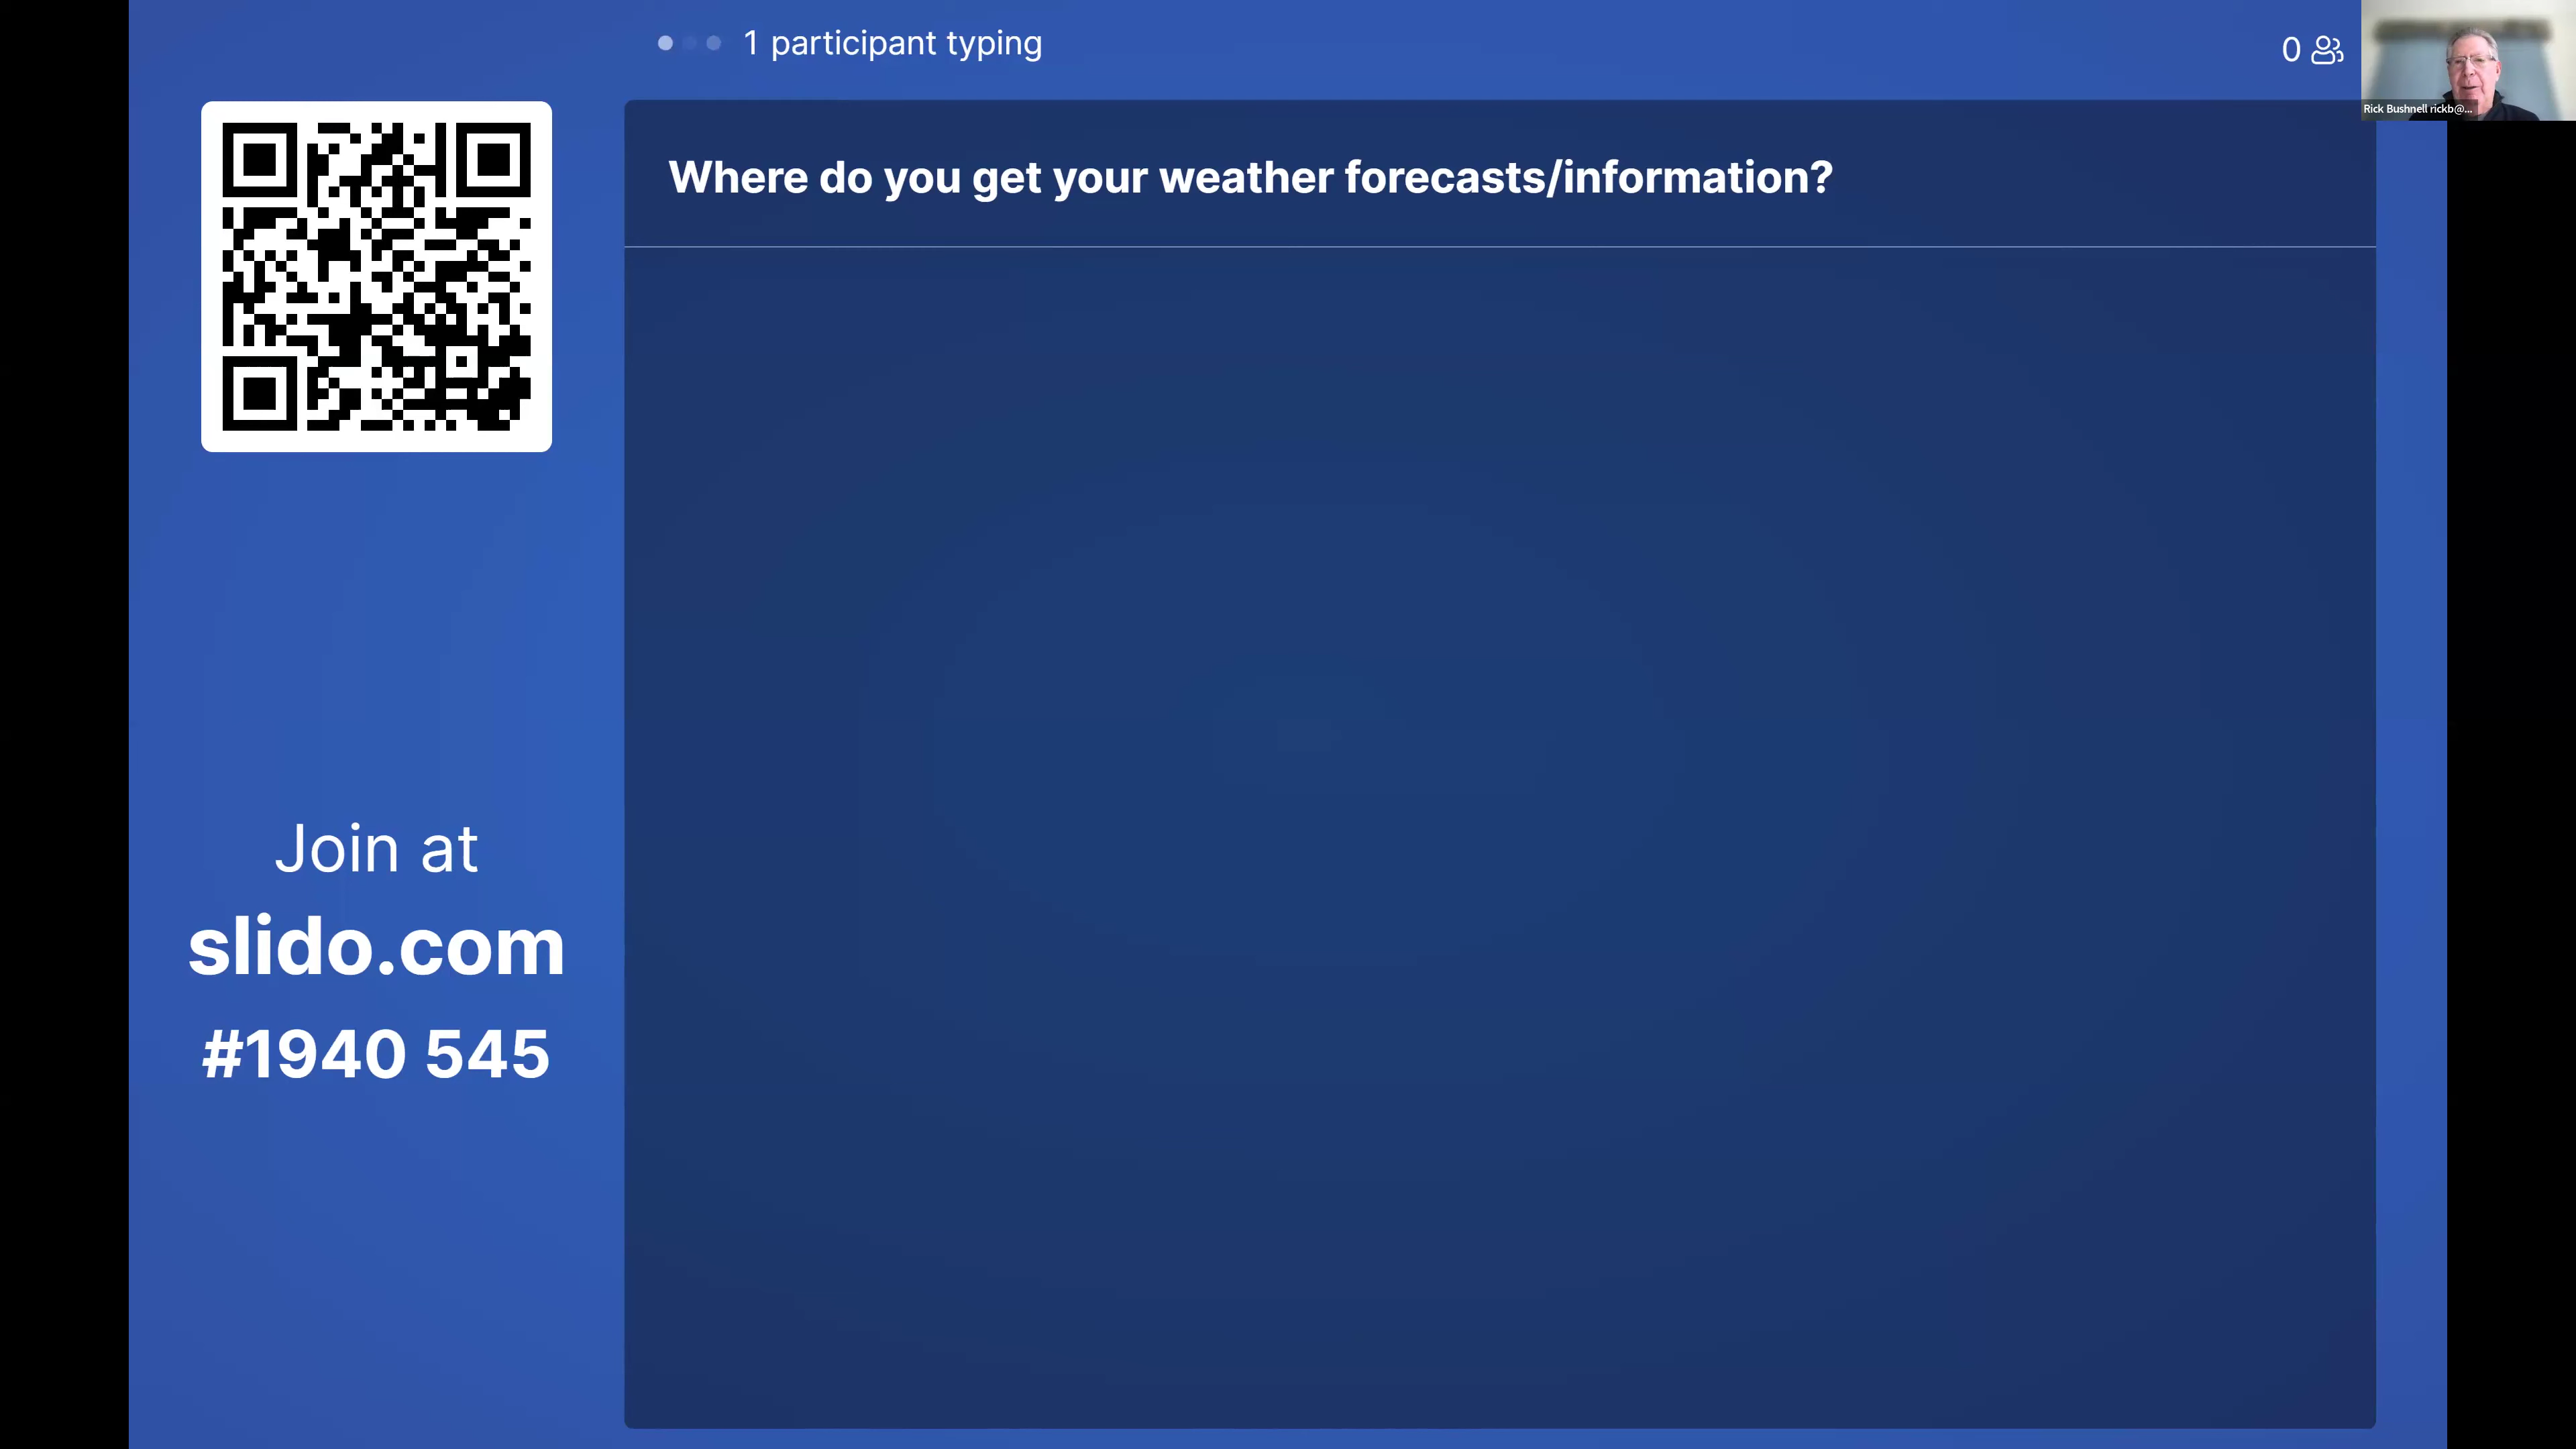 1 participant typing
0
Rick Bushnell rickb@...
Where do you get your weather forecasts/information?
Join at
slido.com
#1940 545